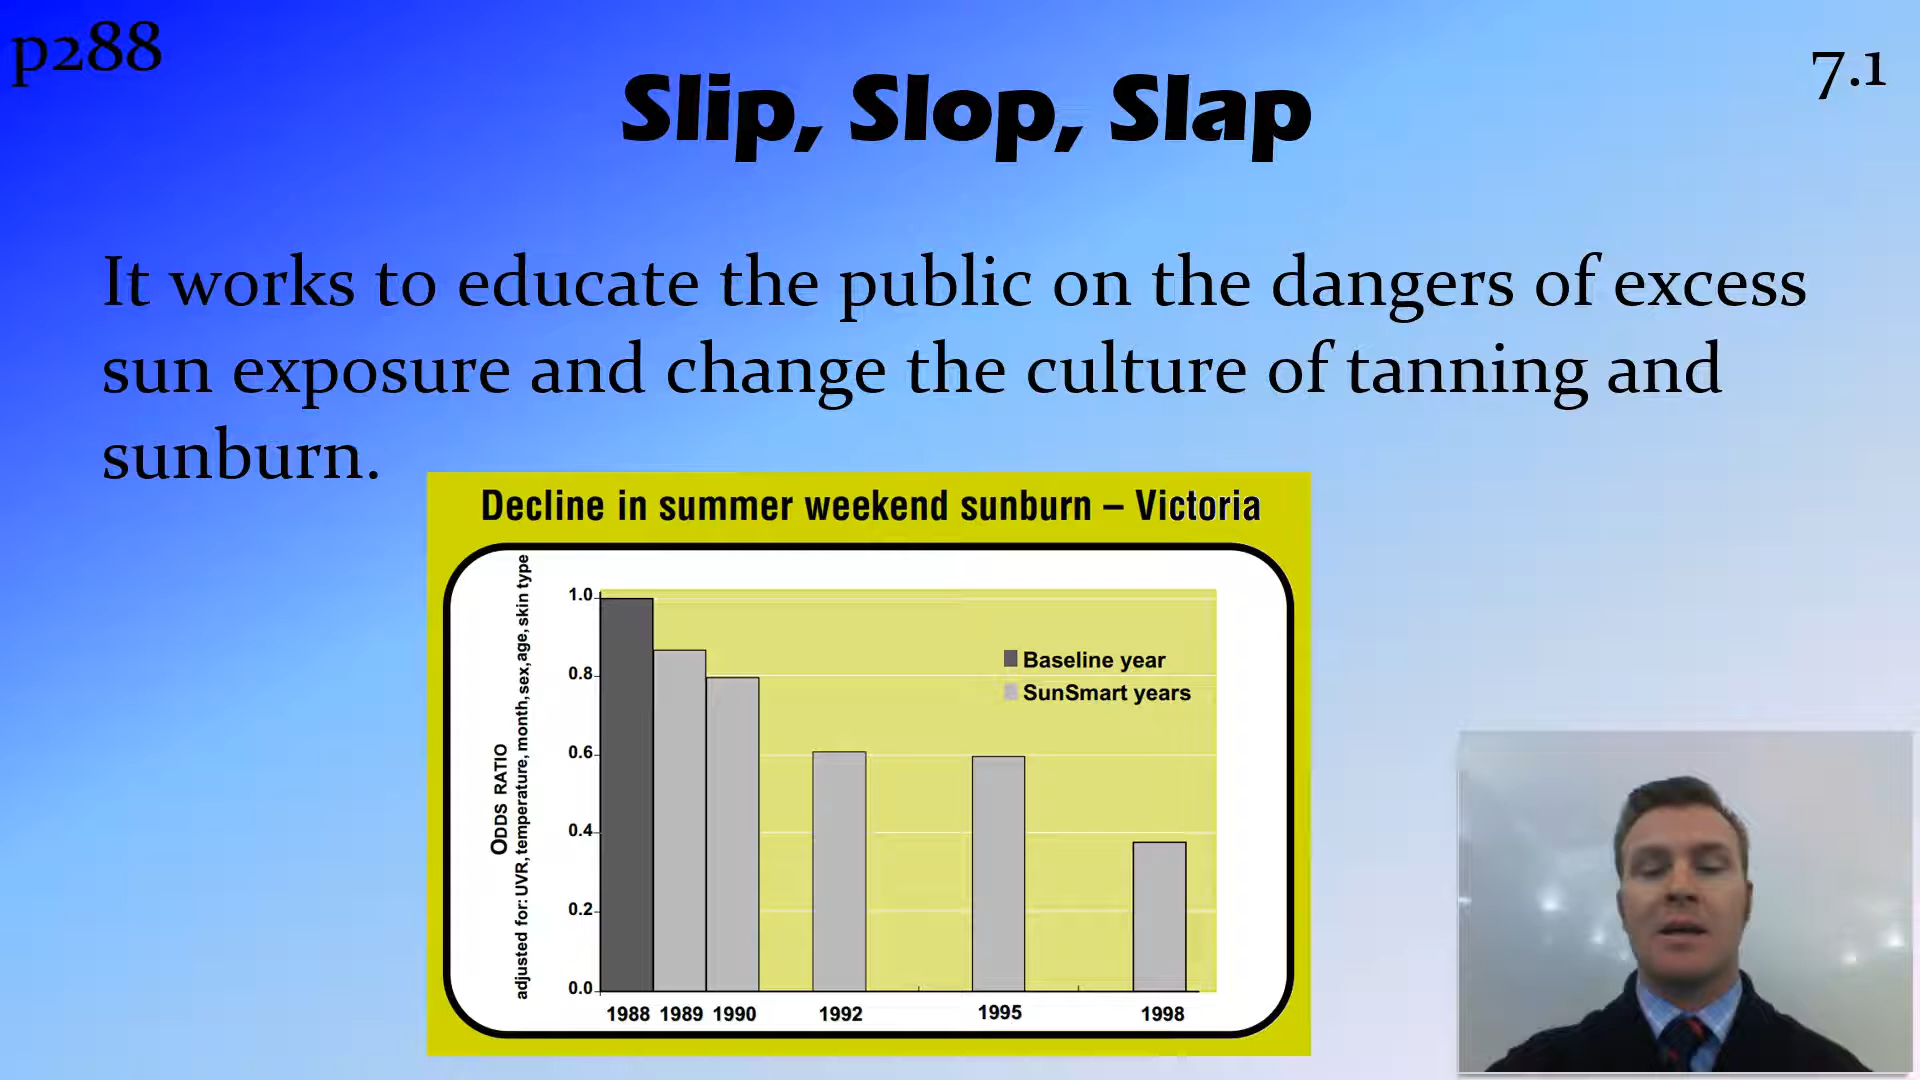 p288
7.1
Slip, Slop, Slap
It works to educate the public on the dangers of excess
sun exposure and change the culture of tanning and
sunburn.
Decline in summer weekend sunburn – Victoria
ODDS RATIO
adjusted for: UVR, temperature, month, sex, age, skin type
1.0
0.8
0.6
0.4
0.2
0.0
Baseline year
SunSmart years
1988 1989 1990 1992 1995 1998